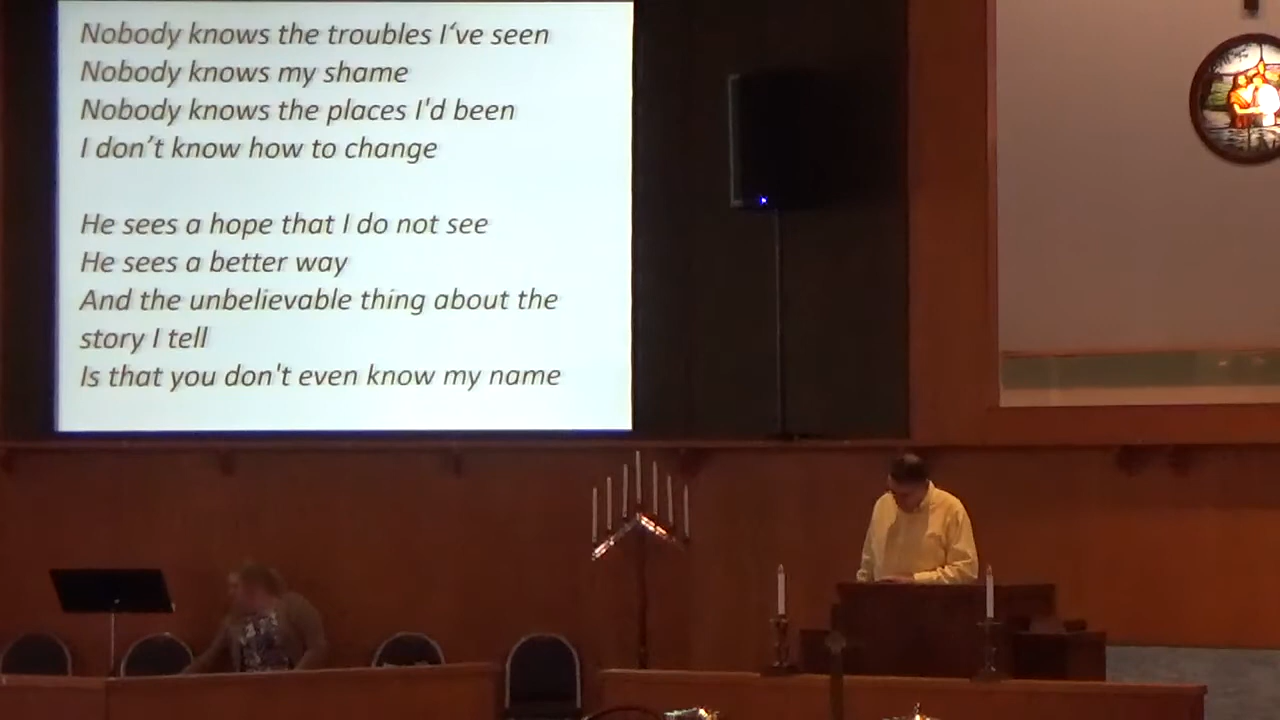 Nobody knows the troubles I‘ve seen
Nobody knows my shame
Nobody knows the places I'd been
I don’t know how to change
He sees a hope that I do not see
He sees a better way
And the unbelievable thing about the
story I tell
Is that you don't even know my name